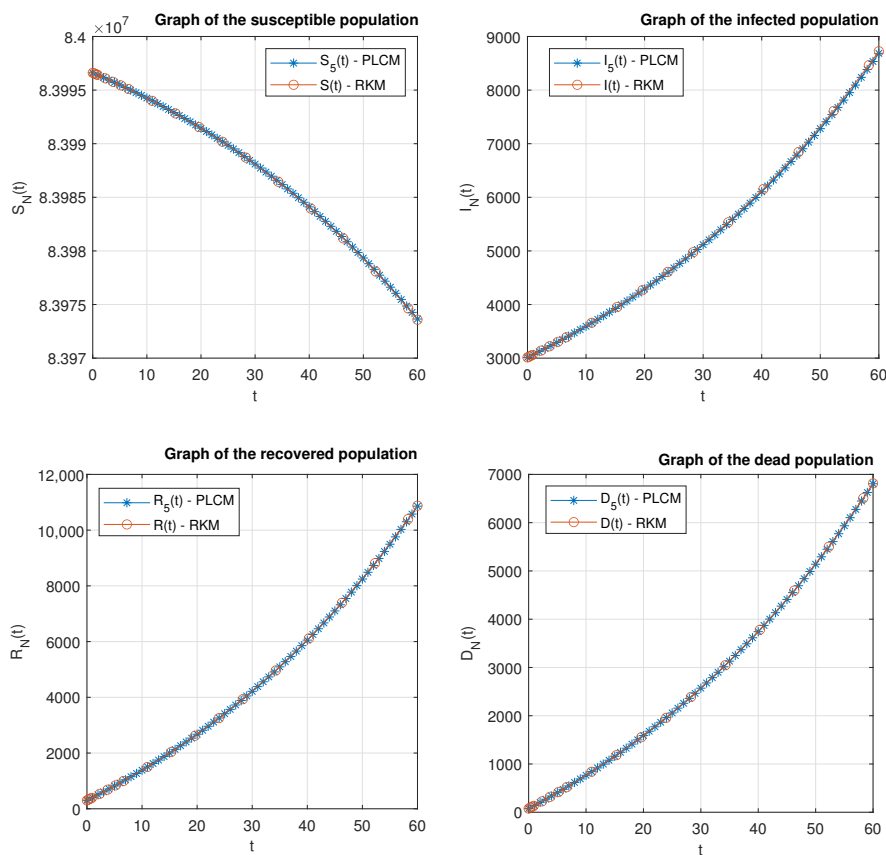 Graph of the susceptible population
× 10^7
8.4
8.3995
8.399
8.3985
8.398
8.3975
8.397
S_N(t)
S_5(t) - PLCM
S(t) - RKM
0 10 20 30 40 50 60
t
Graph of the infected population
9000
8000
7000
6000
5000
4000
3000
I_N(t)
I_5(t) - PLCM
I(t) - RKM
0 10 20 30 40 50 60
t
Graph of the recovered population
12,000
10,000
8000
6000
4000
2000
0
R_N(t)
R_5(t) - PLCM
R(t) - RKM
0 10 20 30 40 50 60
t
Graph of the dead population
7000
6000
5000
4000
3000
2000
1000
0
D_N(t)
D_5(t) - PLCM
D(t) - RKM
0 10 20 30 40 50 60
t